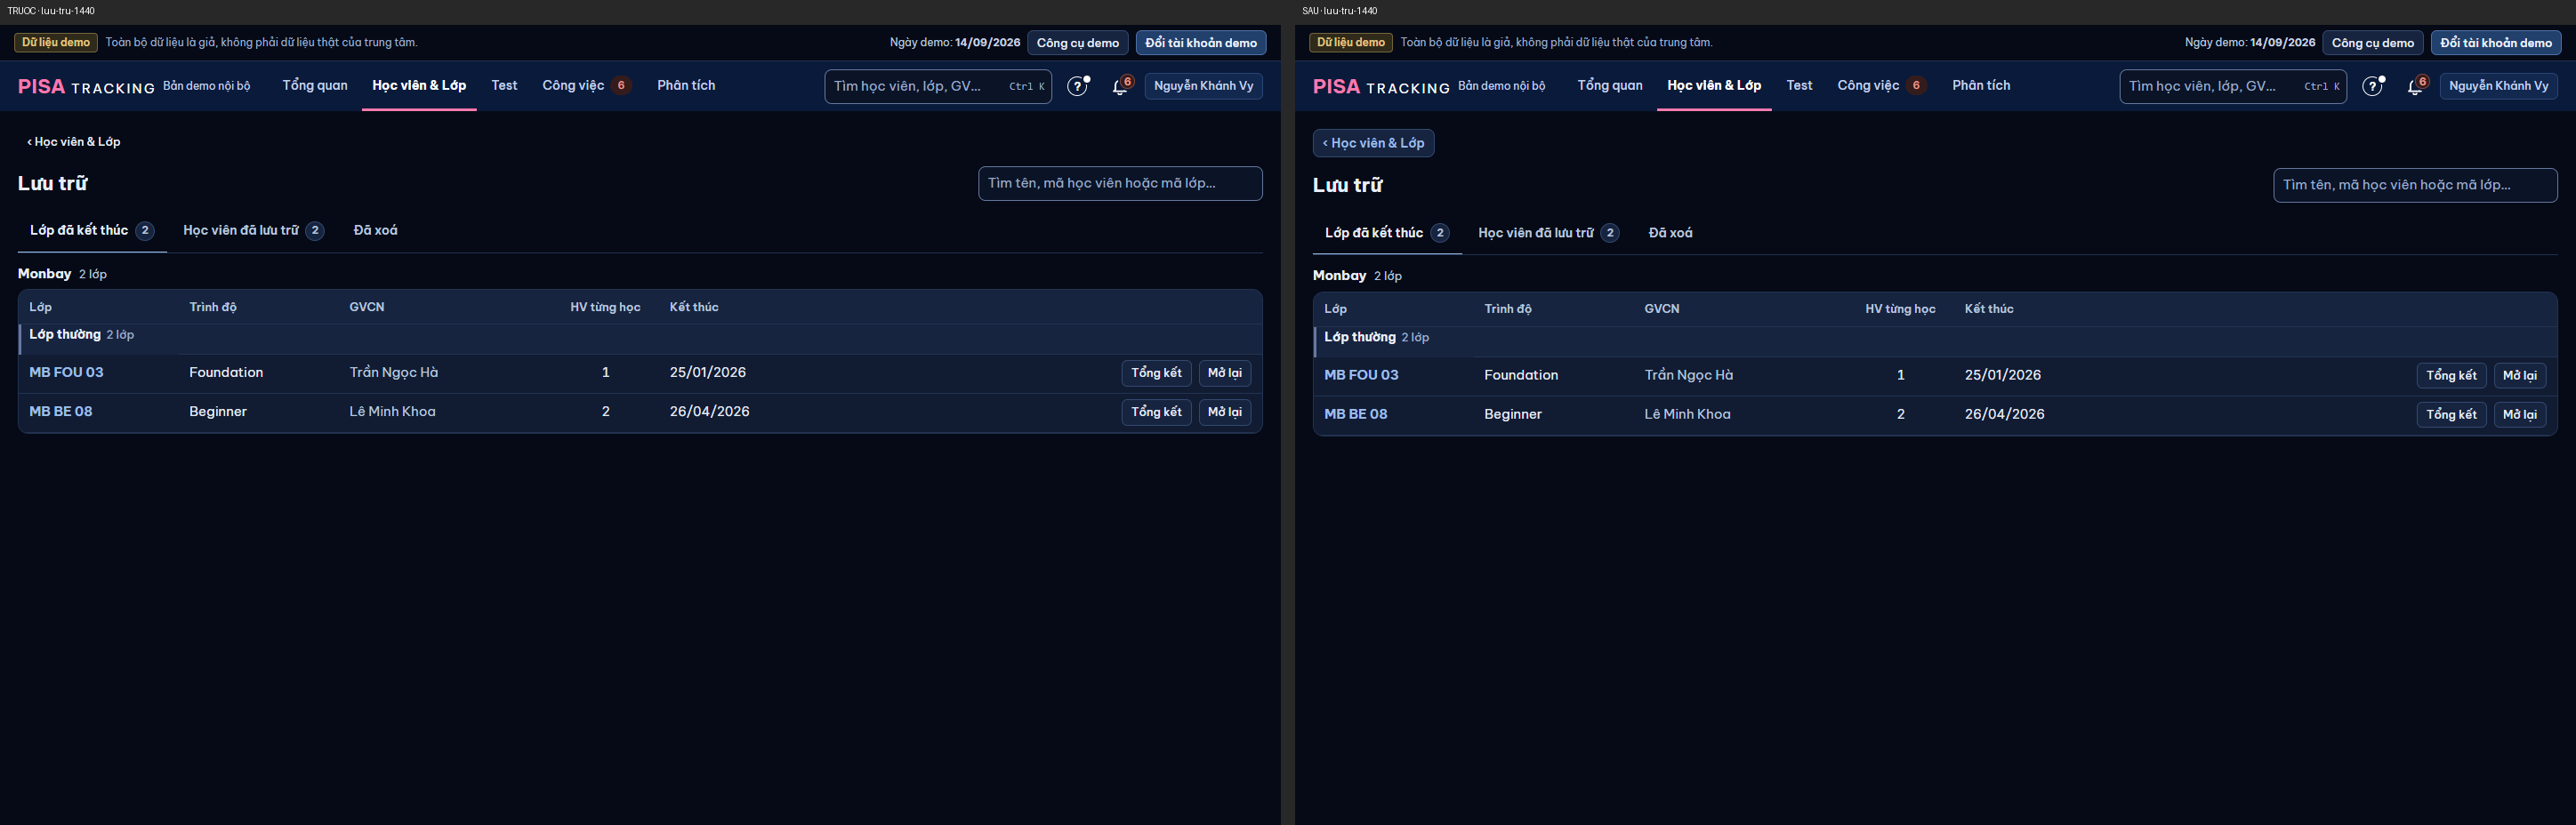 TRUOC · luu-tru-1440
Dữ liệu demo Toàn bộ dữ liệu là giả, không phải dữ liệu thật của trung tâm. Ngày demo: 14/09/2026 Công cụ demo Đổi tài khoản demo
PISA TRACKING Bản demo nội bộ Tổng quan Học viên & Lớp Test Công việc 6 Phân tích Tìm học viên, lớp, GV... Ctrl K ? 6 Nguyễn Khánh Vy
‹ Học viên & Lớp
Lưu trữ Tìm tên, mã học viên hoặc mã lớp...
Lớp đã kết thúc 2 Học viên đã lưu trữ 2 Đã xoá
Monbay 2 lớp
Lớp Trình độ GVCN HV từng học Kết thúc
Lớp thường 2 lớp
MB FOU 03 Foundation Trần Ngọc Hà 1 25/01/2026 Tổng kết Mở lại
MB BE 08 Beginner Lê Minh Khoa 2 26/04/2026 Tổng kết Mở lại
SAU · luu-tru-1440
Dữ liệu demo Toàn bộ dữ liệu là giả, không phải dữ liệu thật của trung tâm. Ngày demo: 14/09/2026 Công cụ demo Đổi tài khoản demo
PISA TRACKING Bản demo nội bộ Tổng quan Học viên & Lớp Test Công việc 6 Phân tích Tìm học viên, lớp, GV... Ctrl K ? 6 Nguyễn Khánh Vy
‹ Học viên & Lớp
Lưu trữ Tìm tên, mã học viên hoặc mã lớp...
Lớp đã kết thúc 2 Học viên đã lưu trữ 2 Đã xoá
Monbay 2 lớp
Lớp Trình độ GVCN HV từng học Kết thúc
Lớp thường 2 lớp
MB FOU 03 Foundation Trần Ngọc Hà 1 25/01/2026 Tổng kết Mở lại
MB BE 08 Beginner Lê Minh Khoa 2 26/04/2026 Tổng kết Mở lại